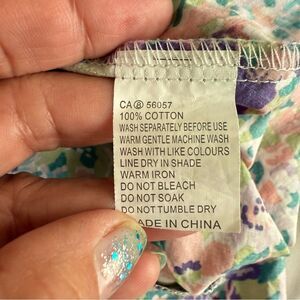 CA Ⓑ 56057
100% COTTON
WASH SEPARATELY BEFORE USE
WARM GENTLE MACHINE WASH
WASH WITH LIKE COLOURS
LINE DRY IN SHADE
WARM IRON
DO NOT BLEACH
DO NOT SOAK
DO NOT TUMBLE DRY
MADE IN CHINA